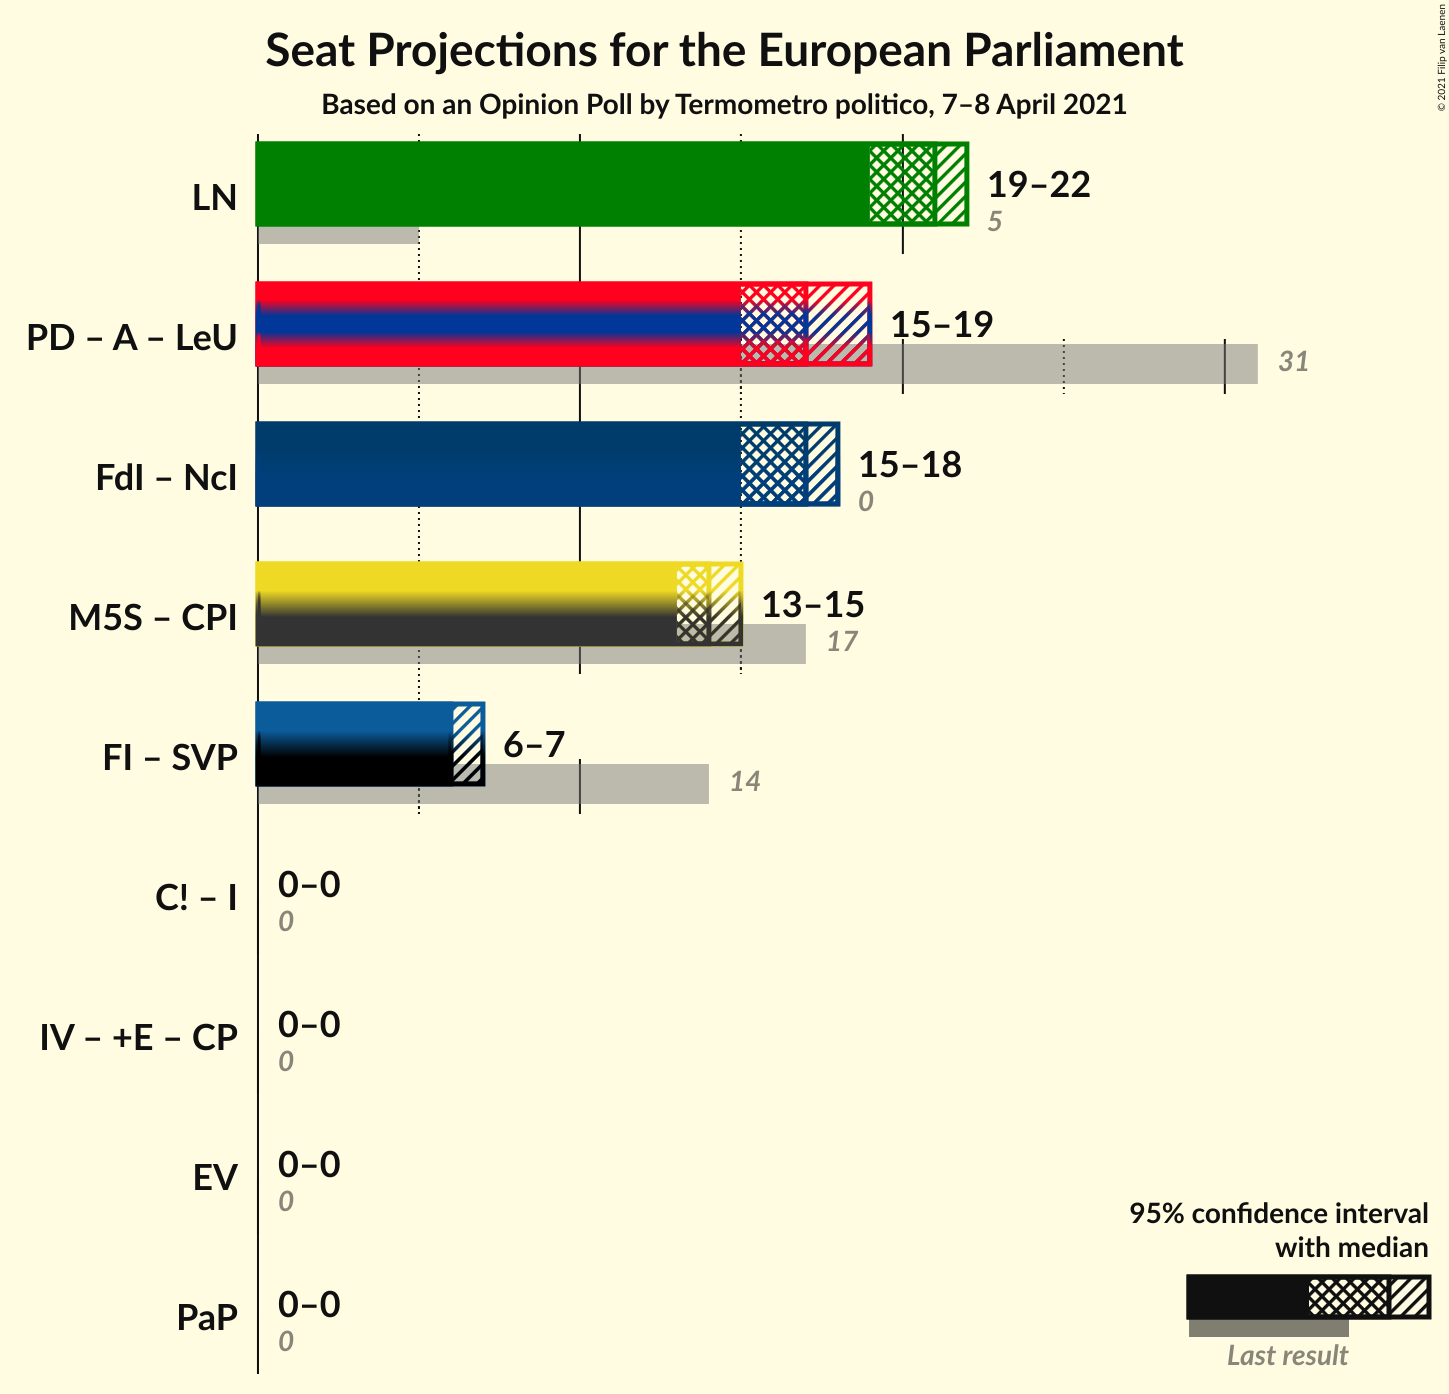 Seat Projections for the European Parliament
Based on an Opinion Poll by Termometro politico, 7–8 April 2021
© 2021 Filip van Laenen
LN
19–22
5
PD – A – LeU
15–19
31
FdI – NcI
15–18
0
M5S – CPI
13–15
17
FI – SVP
6–7
14
C! – I
0–0
0
IV – +E – CP
0–0
0
EV
0–0
0
PaP
0–0
0
95% confidence interval
with median
Last result